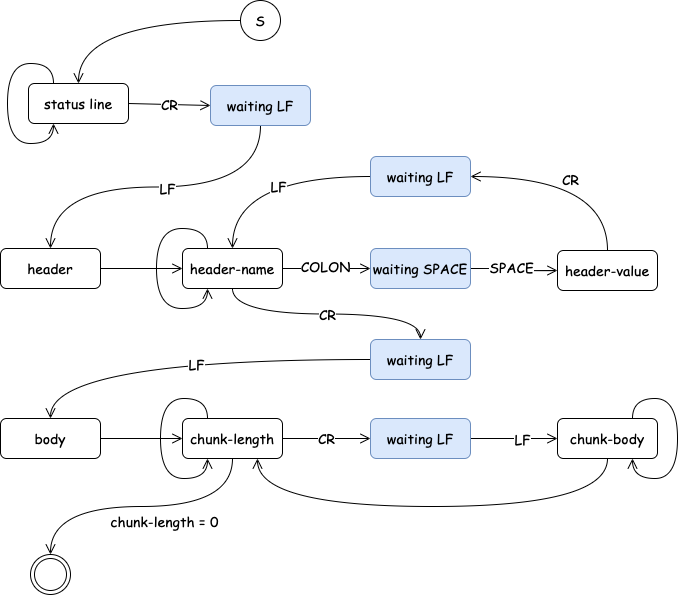 S
status line
CR
waiting LF
LF
waiting LF
LF
CR
header
header-name
COLON
waiting SPACE
SPACE
header-value
CR
waiting LF
LF
body
chunk-length
CR
waiting LF
LF
chunk-body
chunk-length = 0